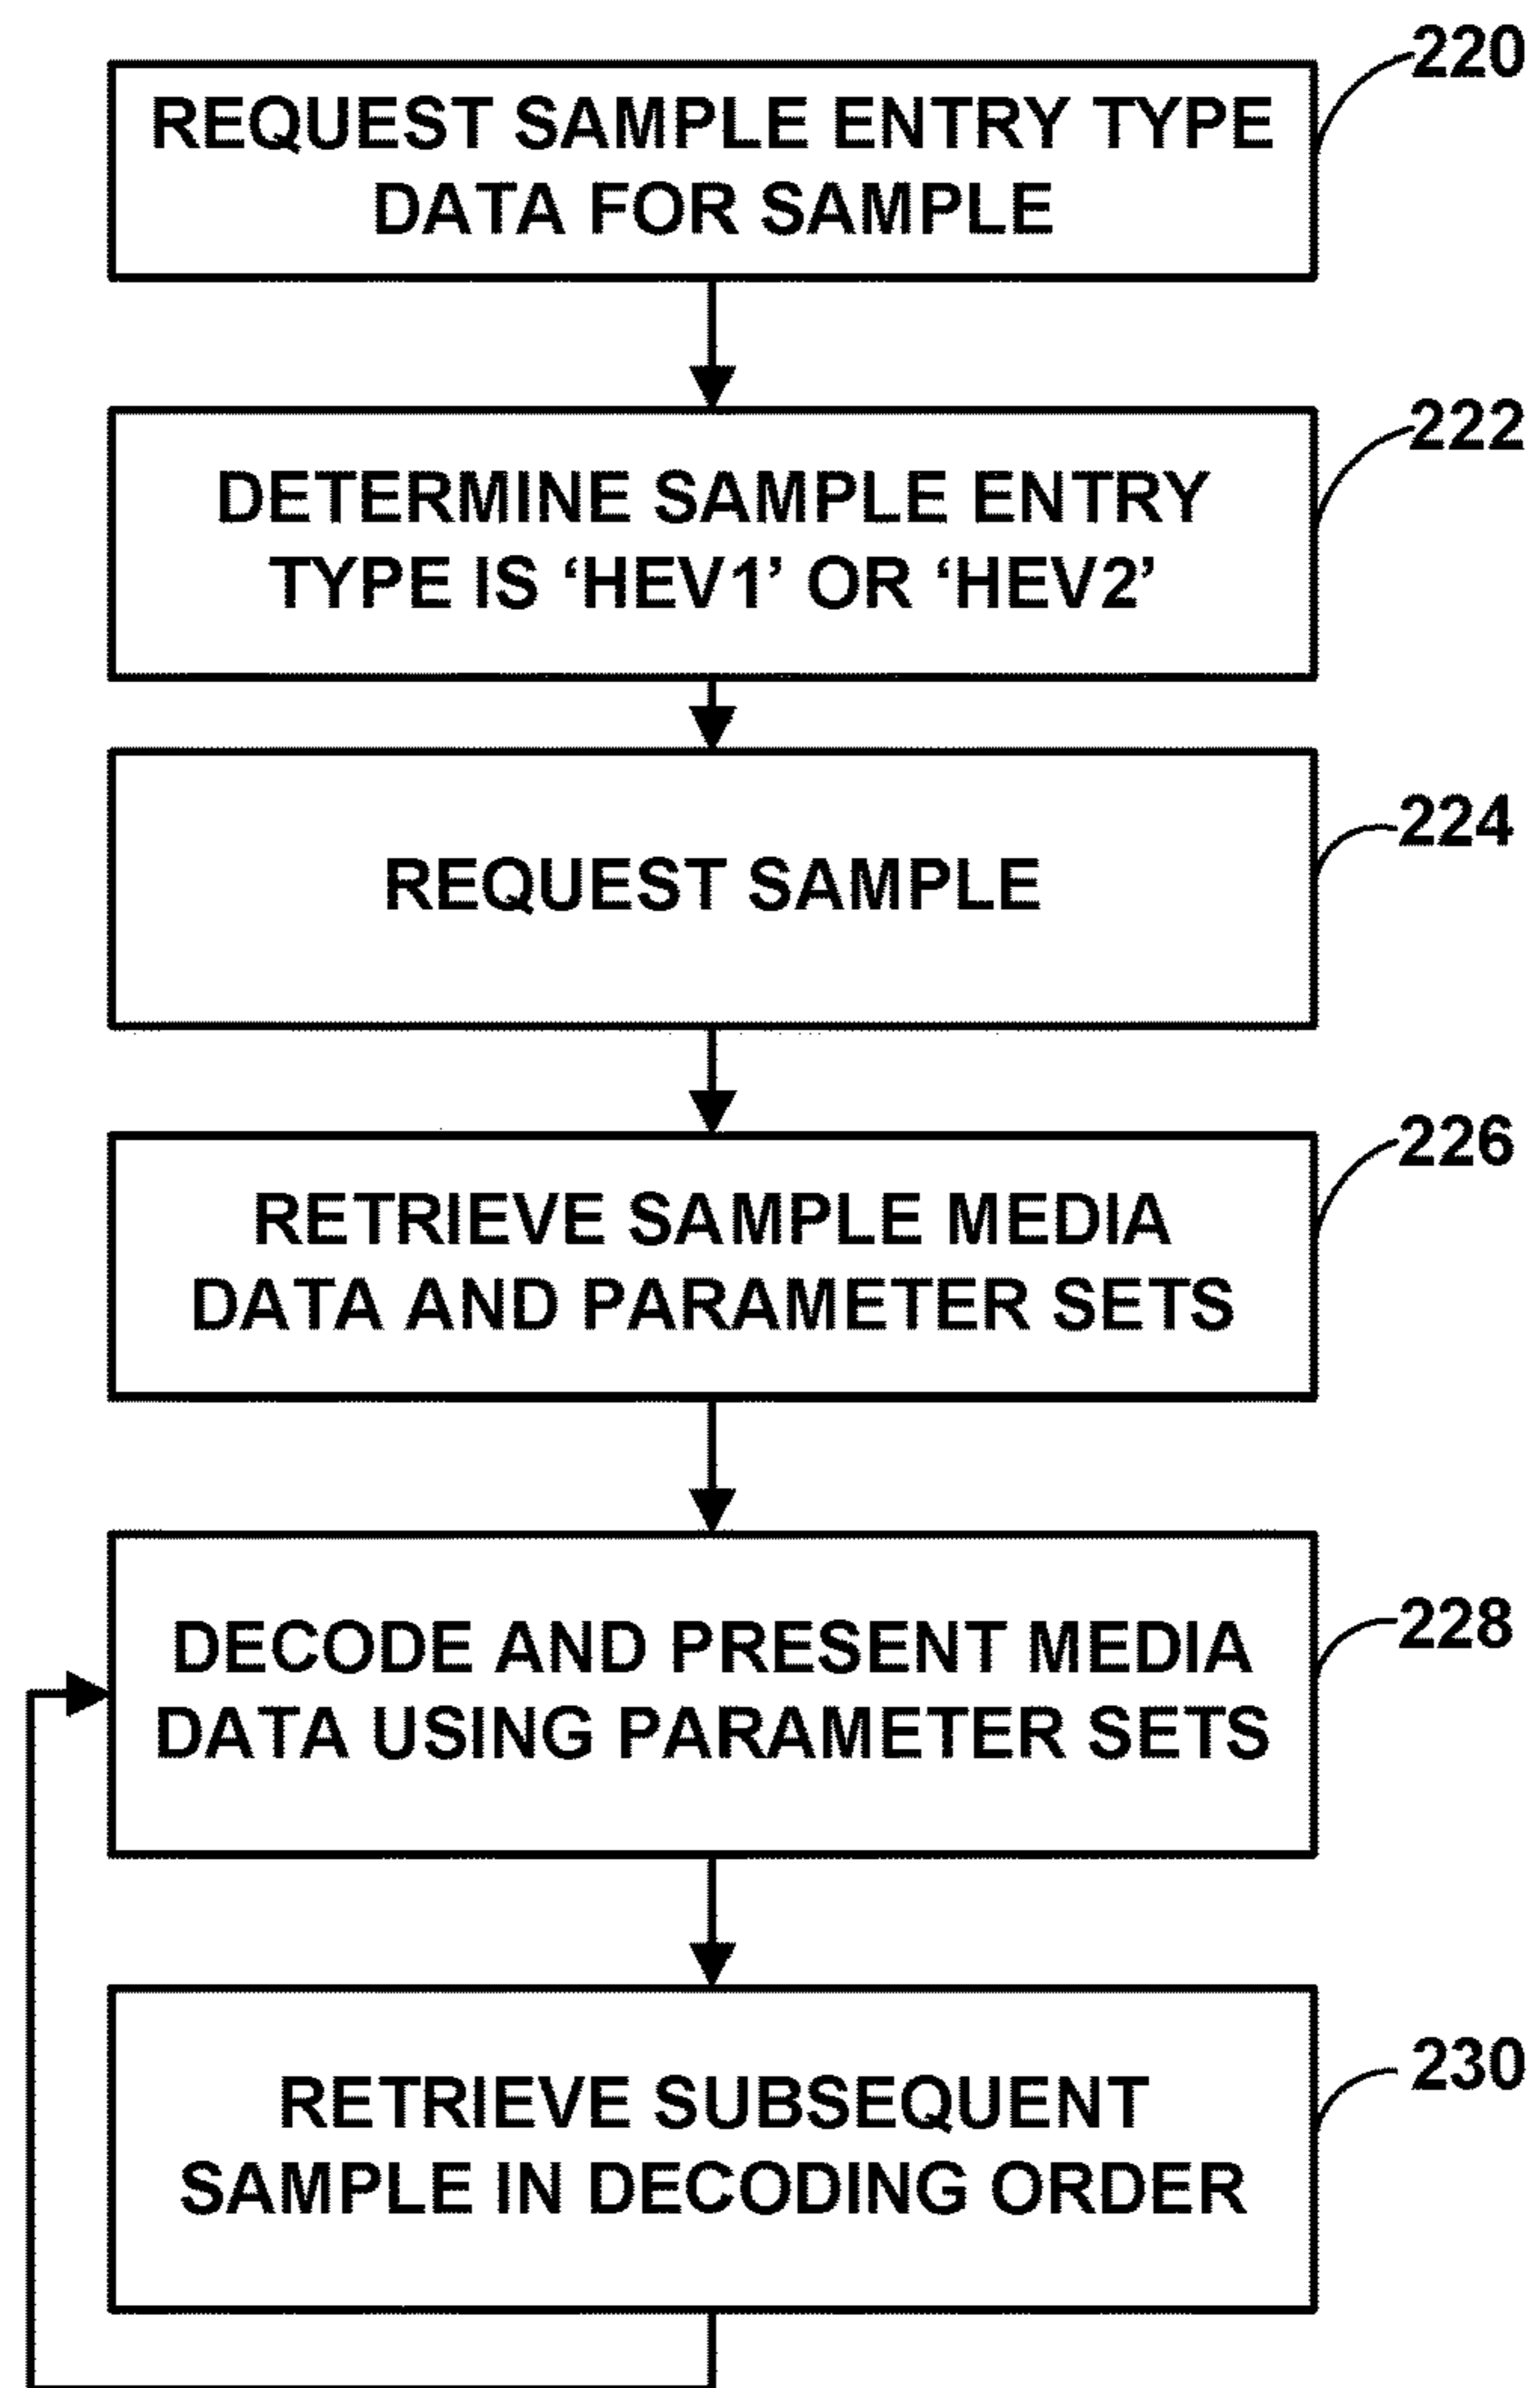 220
REQUEST SAMPLE ENTRY TYPE
DATA FOR SAMPLE
222
DETERMINE SAMPLE ENTRY
TYPE IS ‘HEV1’ OR ‘HEV2’
224
REQUEST SAMPLE
226
RETRIEVE SAMPLE MEDIA
DATA AND PARAMETER SETS
228
DECODE AND PRESENT MEDIA
DATA USING PARAMETER SETS
230
RETRIEVE SUBSEQUENT
SAMPLE IN DECODING ORDER